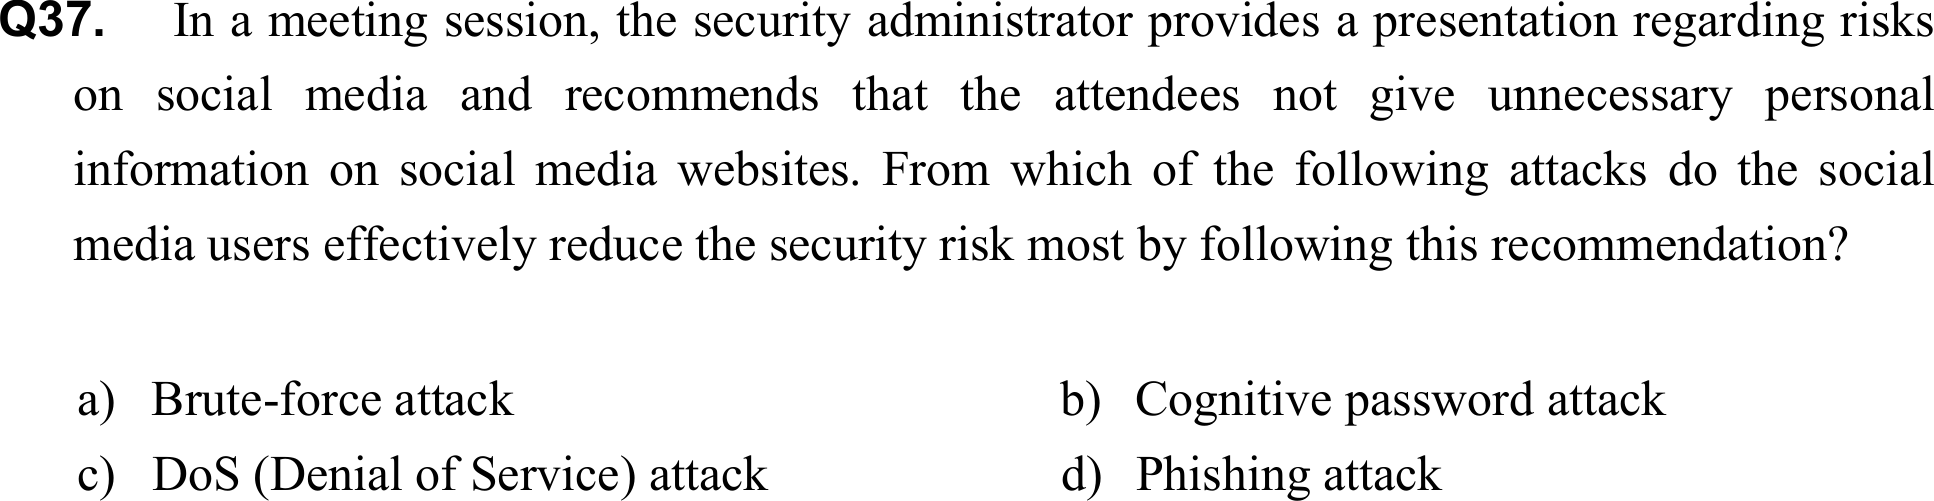 Q37. In a meeting session, the security administrator provides a presentation regarding risks
on social media and recommends that the attendees not give unnecessary personal
information on social media websites. From which of the following attacks do the social
media users effectively reduce the security risk most by following this recommendation?
a) Brute-force attack b) Cognitive password attack
c) DoS (Denial of Service) attack d) Phishing attack